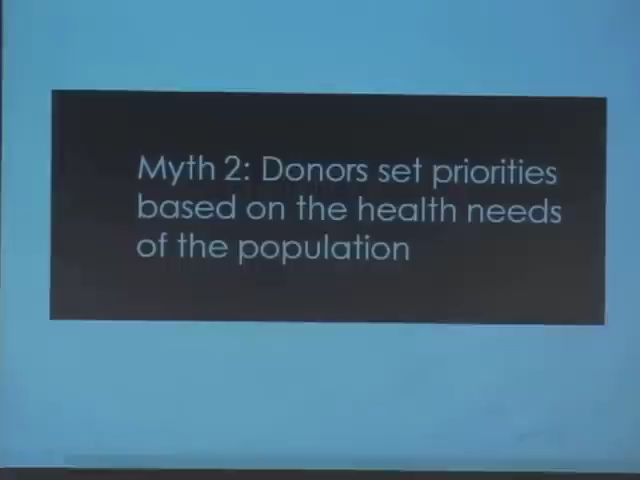 Myth 2: Donors set priorities
based on the health needs
of the population